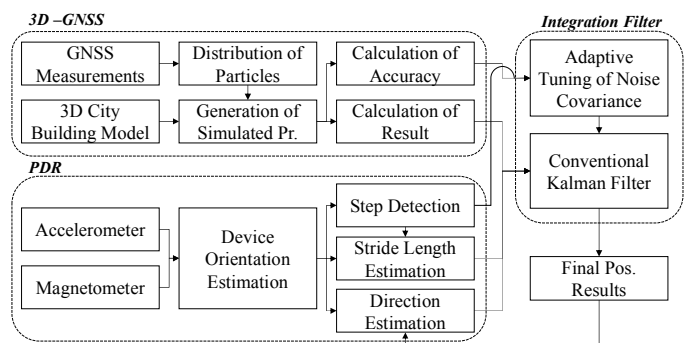 3D –GNSS
Integration Filter
GNSS
Measurements
Distribution of
Particles
Calculation of
Accuracy
Adaptive
Tuning of Noise
Covariance
3D City
Building Model
Generation of
Simulated Pr.
Calculation of
Result
Conventional
Kalman Filter
PDR
Accelerometer
Magnetometer
Device
Orientation
Estimation
Step Detection
Stride Length
Estimation
Direction
Estimation
Final Pos.
Results